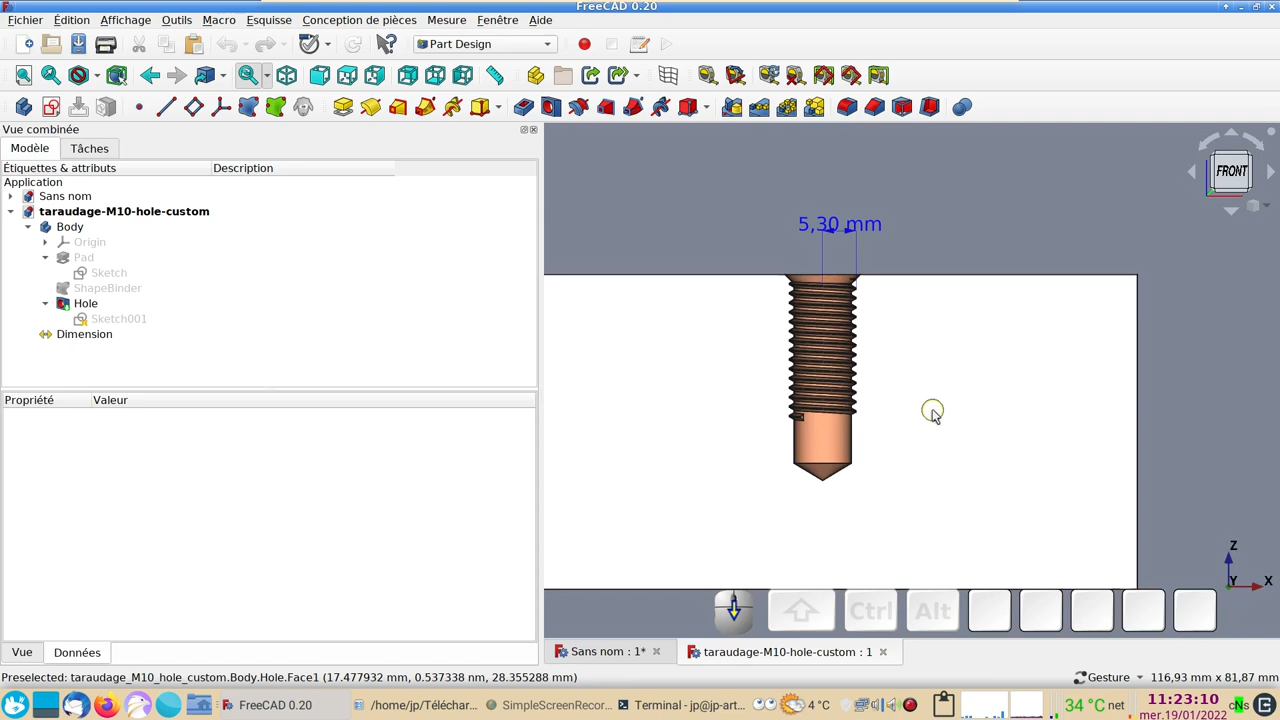 FreeCAD 0.20
Fichier Édition Affichage Outils Macro Esquisse Conception de pièces Mesure Fenêtre Aide
Part Design
Vue combinée
Modèle Tâches
Étiquettes & attributs Description
Application
Sans nom
taraudage-M10-hole-custom
Body
Origin
Pad
Sketch
ShapeBinder
Hole
Sketch001
Dimension
Propriété Valeur
Vue Données
5,30 mm
FRONT
Z
Y X
Ctrl Alt
Sans nom : 1* taraudage-M10-hole-custom : 1
Preselected: taraudage_M10_hole_custom.Body.Hole.Face1 (17.477932 mm, 0.537338 nm, 28.355288 mm) Gesture 116,93 mm x 81,87 mm
FreeCAD 0.20 /home/jp/Téléchar... SimpleScreenRecor... Terminal - jp@jp-art... 4 °C 34 °C net 11:23:10
mer.19/01/2022